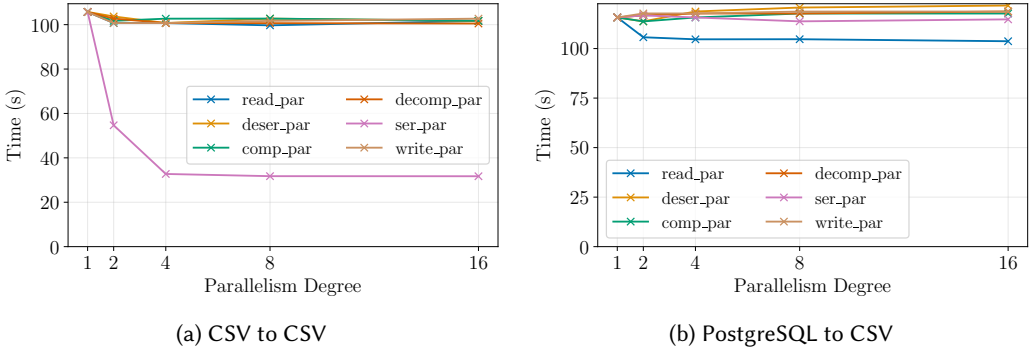 100
80
60
40
20
0
Time (s)
read_par
deser_par
comp_par
decomp_par
ser_par
write_par
1 2 4 8 16
Parallelism Degree
(a) CSV to CSV
100
75
50
25
0
Time (s)
read_par
deser_par
comp_par
decomp_par
ser_par
write_par
1 2 4 8 16
Parallelism Degree
(b) PostgreSQL to CSV